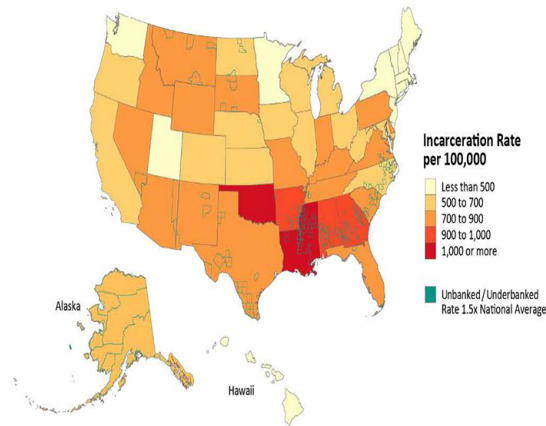 Incarceration Rate
per 100,000
Less than 500
500 to 700
700 to 900
900 to 1,000
1,000 or more
Unbanked/Underbanked
Rate 1.5x National Average
Alaska
Hawaii